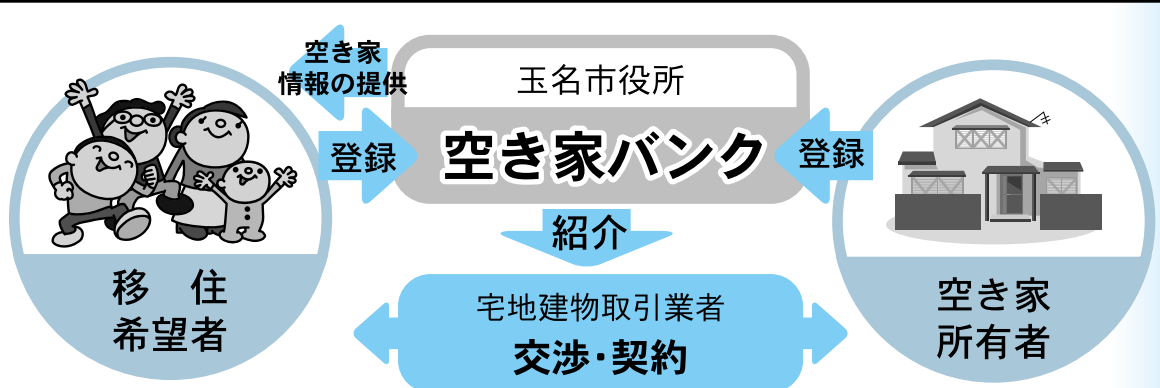 空き家
情報の提供
玉名市役所
登録
空き家バンク
登録
紹介
移　住
希望者
宅地建物取引業者
交渉・契約
空き家
所有者